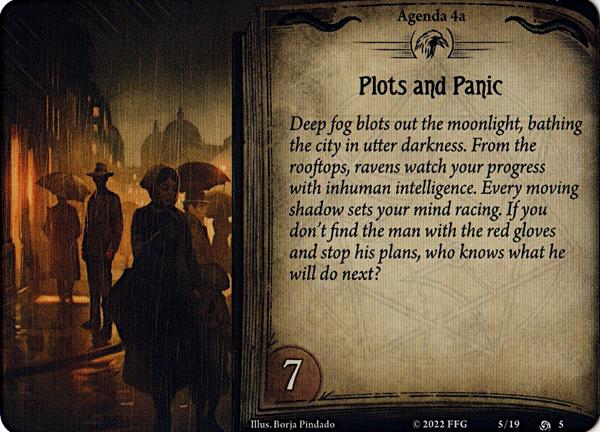 Agenda 4a
Plots and Panic
Deep fog blots out the moonlight, bathing
the city in utter darkness. From the
rooftops, ravens watch your progress
with inhuman intelligence. Every moving
shadow sets your mind racing. If you
don't find the man with the red gloves
and stop his plans, who knows what he
will do next?
7
Illus. Borja Pindado
© 2022 FFG
5/19
5